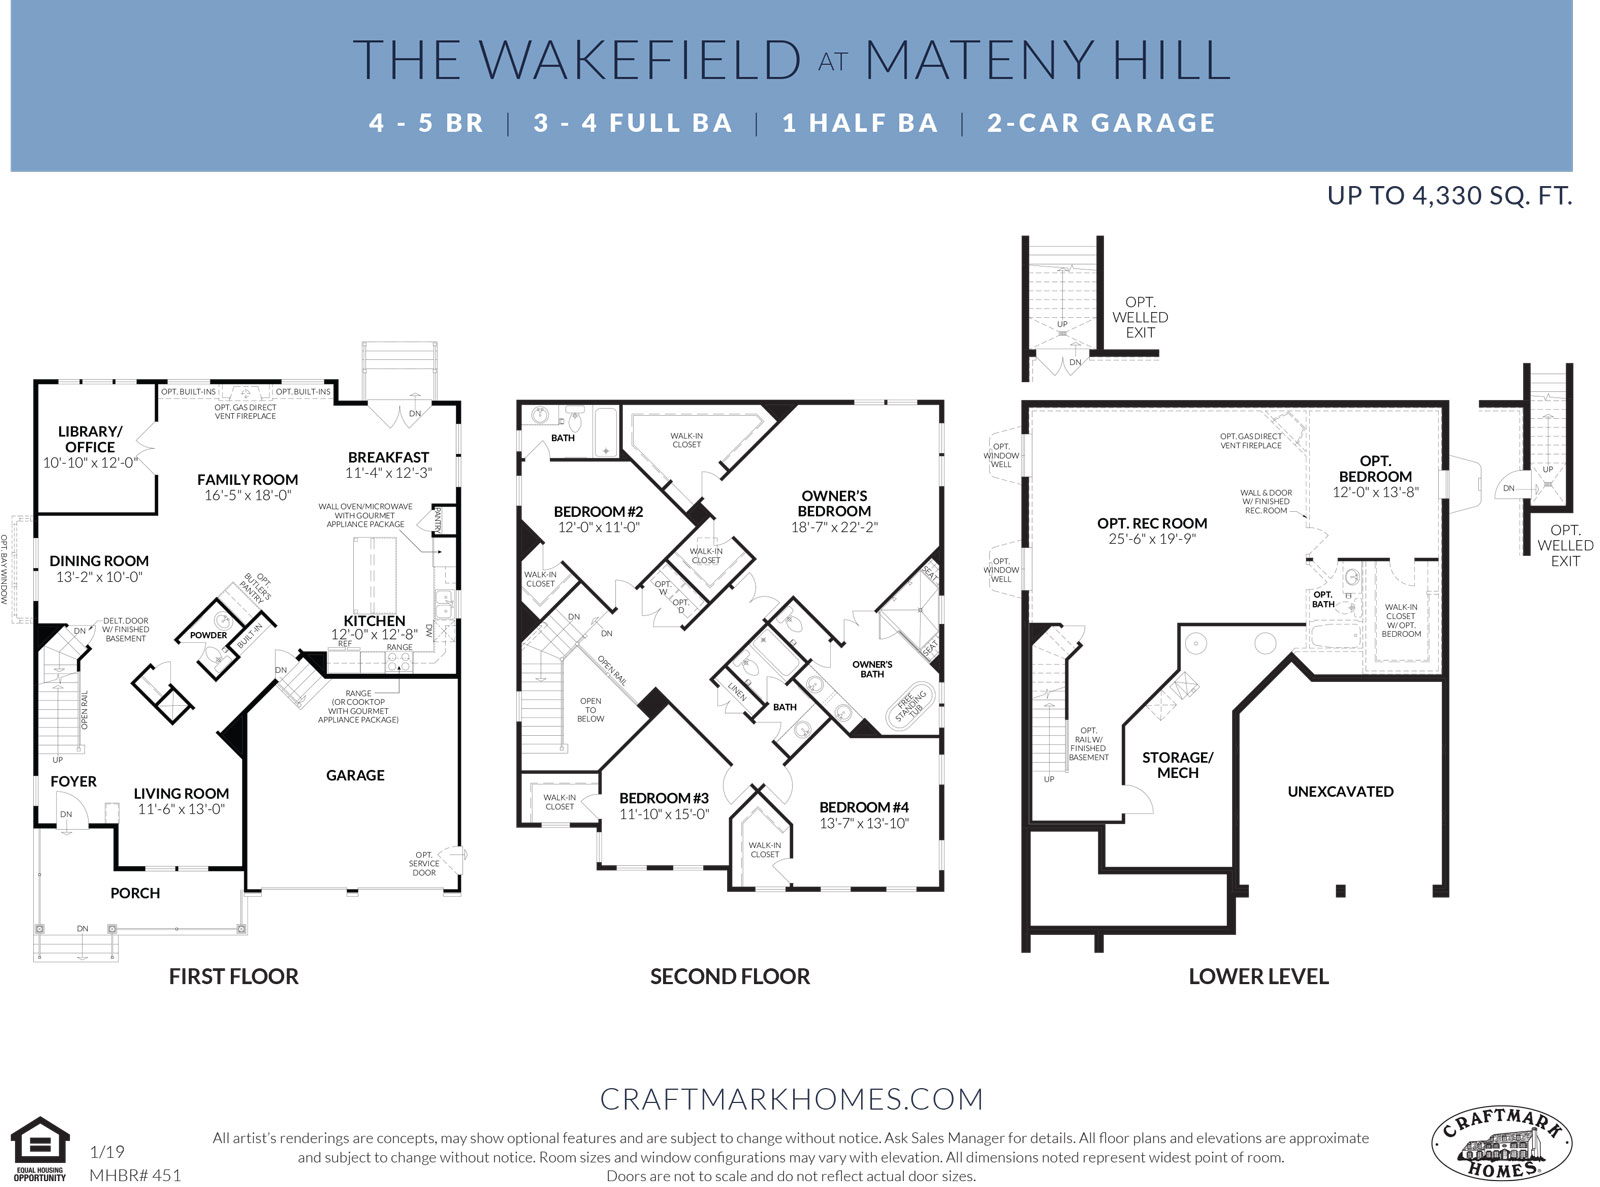 THE WAKEFIELD AT MATENY HILL
4 - 5 BR | 3 - 4 FULL BA | 1 HALF BA | 2-CAR GARAGE
UP TO 4,330 SQ. FT.
OPT. BUILT-INS
OPT. BUILT-INS
OPT. GAS DIRECT
VENT FIREPLACE
DN
LIBRARY/
OFFICE
10'-10" x 12'-0"
FAMILY ROOM
16'-5" x 18'-0"
BREAKFAST
11'-4" x 12'-3"
WALL OVEN/MICROWAVE
WITH GOURMET
APPLIANCE PACKAGE
PANTRY
OPT. BAY WINDOW
DINING ROOM
13'-2" x 10'-0"
OPT.
BUTLER'S
PANTRY
DN
DELT. DOOR
W/ FINISHED
BASEMENT
POWDER
BUILT-IN
KITCHEN
12'-0" x 12'-8"
DW
REF
RANGE
DN
RANGE
(OR COOKTOP
WITH GOURMET
APPLIANCE PACKAGE)
OPEN RAIL
UP
FOYER
DN
LIVING ROOM
11'-6" x 13'-0"
GARAGE
OPT.
SERVICE
DOOR
PORCH
DN
FIRST FLOOR
BATH
WALK-IN
CLOSET
BEDROOM #2
12'-0" x 11'-0"
OWNER'S
BEDROOM
18'-7" x 22'-2"
WALK-IN
CLOSET
WALK-IN
CLOSET
OPT.
W
OPT.
D
SEAT
SEAT
DN
DN
OPEN RAIL
OPEN
TO
BELOW
LINEN
BATH
OWNER'S
BATH
FREE
STANDING
TUB
WALK-IN
CLOSET
BEDROOM #3
11'-10" x 15'-0"
BEDROOM #4
13'-7" x 13'-10"
WALK-IN
CLOSET
SECOND FLOOR
UP
DN
OPT.
WELLED
EXIT
OPT.
WINDOW
WELL
OPT. GAS DIRECT
VENT FIREPLACE
OPT.
BEDROOM
12'-0" x 13'-8"
WALL & DOOR
W/ FINISHED
REC. ROOM
OPT. REC ROOM
25'-6" x 19'-9"
UP
DN
OPT.
WELLED
EXIT
OPT.
WINDOW
WELL
OPT.
BATH
WALK-IN
CLOSET
W/ OPT.
BEDROOM
OPT.
RAIL W/
FINISHED
BASEMENT
UP
STORAGE/
MECH
UNEXCAVATED
LOWER LEVEL
CRAFTMARKHOMES.COM
EQUAL HOUSING
OPPORTUNITY
1/19
MHBR# 451
All artist's renderings are concepts, may show optional features and are subject to change without notice. Ask Sales Manager for details. All floor plans and elevations are approximate
and subject to change without notice. Room sizes and window configurations may vary with elevation. All dimensions noted represent widest point of room.
Doors are not to scale and do not reflect actual door sizes.
CRAFTMARK
HOMES